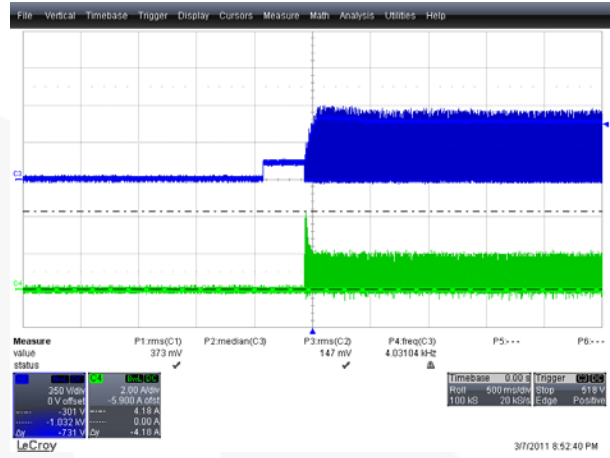 File Vertical Timebase Trigger Display Cursors Measure Math Analysis Utilities Help
C3
C4
Measure P1:rms(C1) P2:median(C3) P3:rms(C2) P4:freq(C3) P5:--- P6:---
value 373 mV 147 mV 4.03104 kHz
status
C4 BwL DC
250 V/div 2.00 A/div
0 V offset -5.900 A ofst
-301 V 4.18 A
-1.032 kV 0.00 A
Δy -731 V Δy -4.18 A
Timebase 0.00 s Trigger C3 DC
Roll 500 ms/div Stop 518 V
100 kS 20 kS/s Edge Positive
LeCroy 3/7/2011 8:52:40 PM